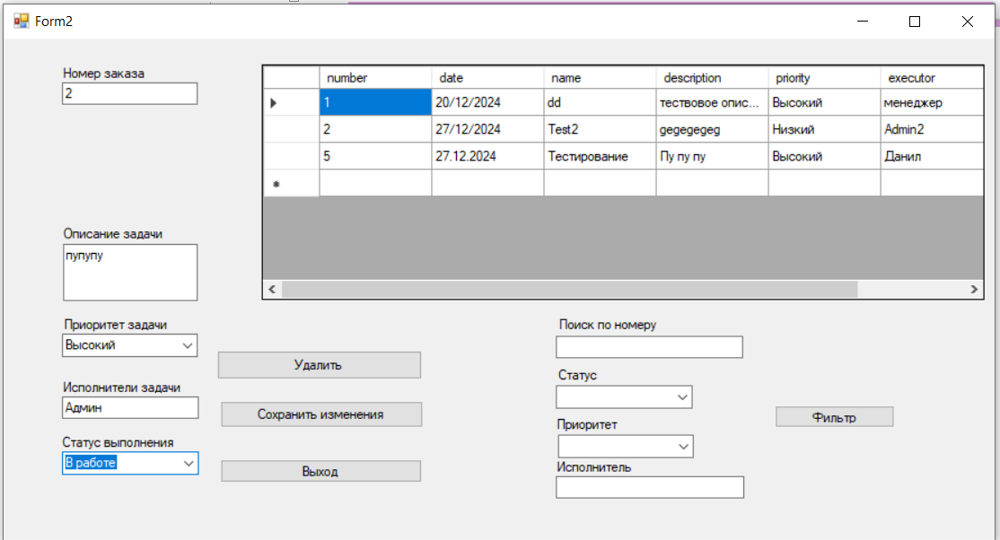 Form2
Номер заказа
2
number date name description priority executor
1 20/12/2024 dd тествовое опис... Высокий менеджер
2 27/12/2024 Test2 gegegegeg Низкий Admin2
5 27.12.2024 Тестирование Пу пу пу Высокий Данил
Описание задачи
пупупу
Приоритет задачи
Высокий
Исполнители задачи
Админ
Статус выполнения
В работе
Удалить
Сохранить изменения
Выход
Поиск по номеру
Статус
Приоритет
Исполнитель
Фильтр